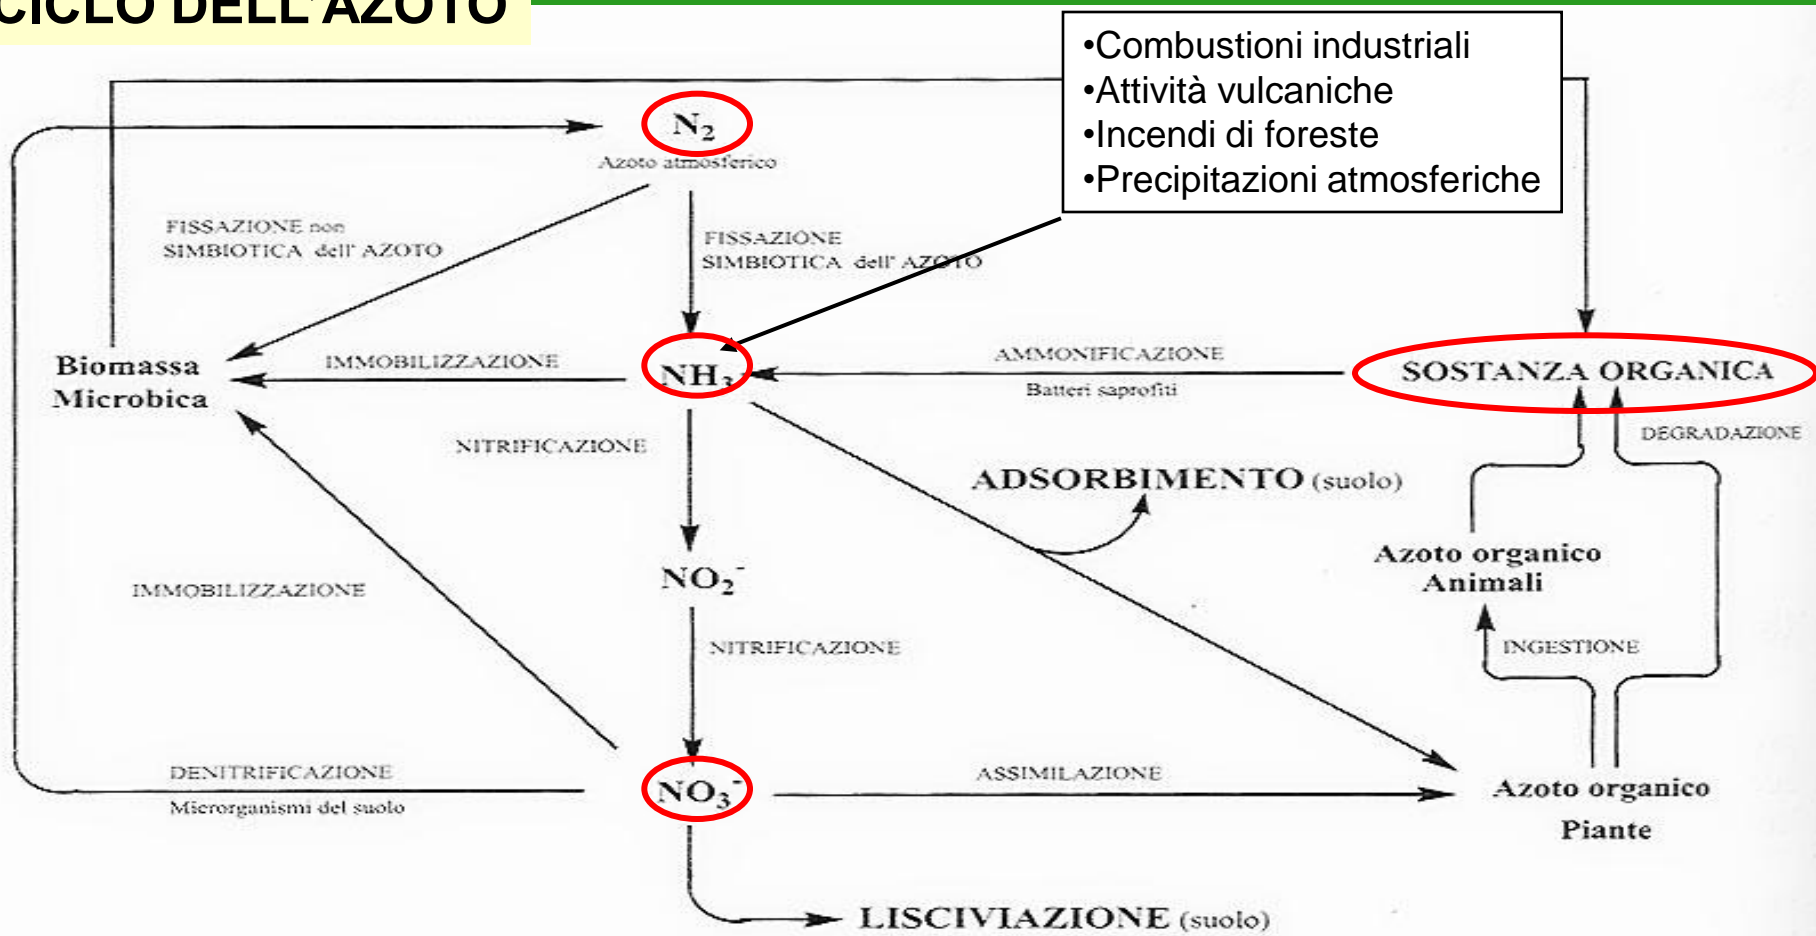 CICLO DELL'AZOTO
•Combustioni industriali
•Attività vulcaniche
•Incendi di foreste
•Precipitazioni atmosferiche
N₂
Azoto atmosferico
FISSAZIONE non
SIMBIOTICA dell' AZOTO
FISSAZIONE
SIMBIOTICA dell' AZOTO
Biomassa
Microbica
IMMOBILIZZAZIONE
NH₃
AMMONIFICAZIONE
Batteri saprofiti
SOSTANZA ORGANICA
NITRIFICAZIONE
DEGRADAZIONE
ADSORBIMENTO (suolo)
Azoto organico
Animali
NO₂⁻
IMMOBILIZZAZIONE
NITRIFICAZIONE
INGESTIONE
DENITRIFICAZIONE
Microrganismi del suolo
NO₃⁻
ASSIMILAZIONE
Azoto organico
Piante
LISCIVIAZIONE (suolo)